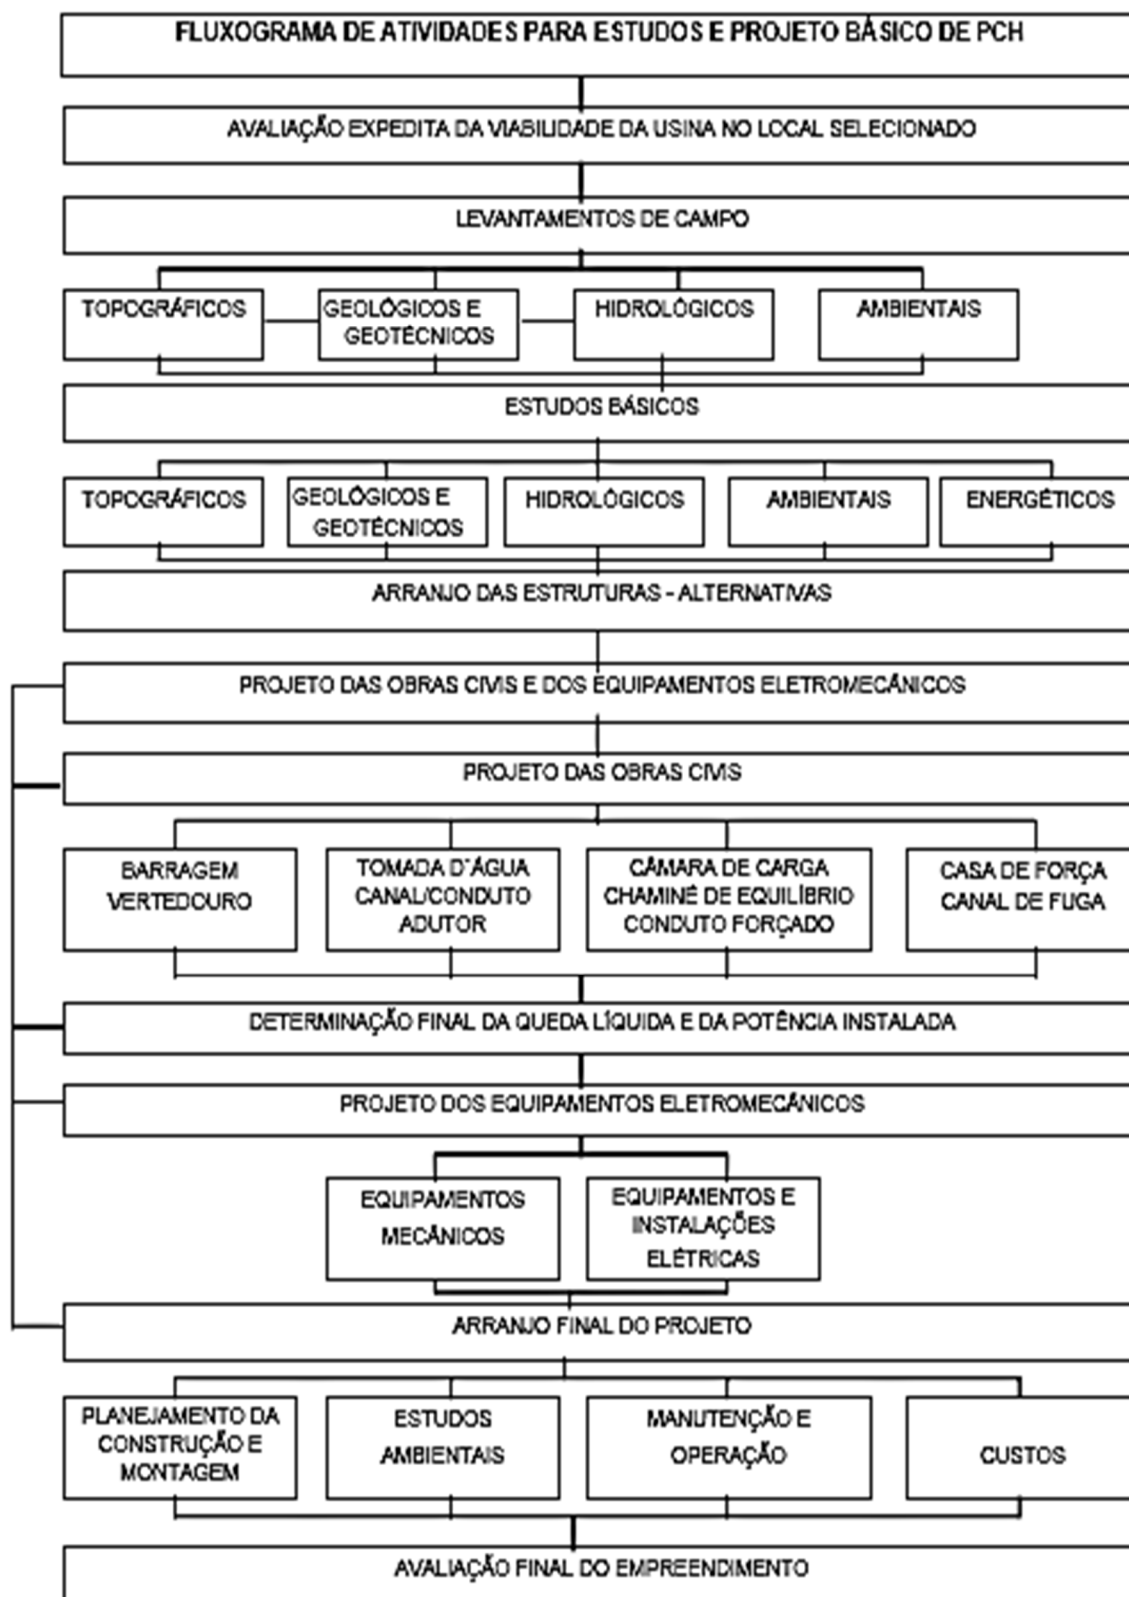 FLUXOGRAMA DE ATIVIDADES PARA ESTUDOS E PROJETO BÁSICO DE PCH
AVALIAÇÃO EXPEDITA DA VIABILIDADE DA USINA NO LOCAL SELECIONADO
LEVANTAMENTOS DE CAMPO
TOPOGRÁFICOS
GEOLÓGICOS E
GEOTÉCNICOS
HIDROLÓGICOS
AMBIENTAIS
ESTUDOS BÁSICOS
TOPOGRÁFICOS
GEOLÓGICOS E
GEOTÉCNICOS
HIDROLÓGICOS
AMBIENTAIS
ENERGÉTICOS
ARRANJO DAS ESTRUTURAS - ALTERNATIVAS
PROJETO DAS OBRAS CIVIS E DOS EQUIPAMENTOS ELETROMECÂNICOS
PROJETO DAS OBRAS CIVIS
BARRAGEM
VERTEDOURO
TOMADA D'ÁGUA
CANAL/CONDUTO
ADUTOR
CÂMARA DE CARGA
CHAMINÉ DE EQUILÍBRIO
CONDUTO FORÇADO
CASA DE FORÇA
CANAL DE FUGA
DETERMINAÇÃO FINAL DA QUEDA LÍQUIDA E DA POTÊNCIA INSTALADA
PROJETO DOS EQUIPAMENTOS ELETROMECÂNICOS
EQUIPAMENTOS
MECÂNICOS
EQUIPAMENTOS E
INSTALAÇÕES
ELÉTRICAS
ARRANJO FINAL DO PROJETO
PLANEJAMENTO DA
CONSTRUÇÃO E
MONTAGEM
ESTUDOS
AMBIENTAIS
MANUTENÇÃO E
OPERAÇÃO
CUSTOS
AVALIAÇÃO FINAL DO EMPREENDIMENTO